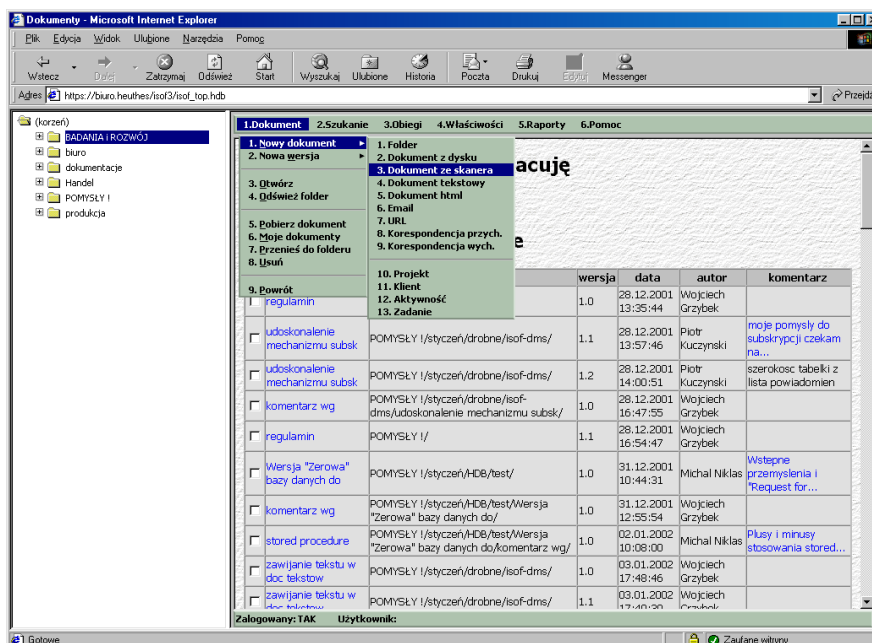 Dokumenty - Microsoft Internet Explorer
Plik Edycja Widok Ulubione Narzędzia Pomoc
Wstecz Dalej Zatrzymaj Odśwież Start Wyszukaj Ulubione Historia Poczta Drukuj Edytuj Messenger
Adres https://biuro.heuthes/isof3/isof_top.hdb Przejdź
(korzeń)
BADANIA i ROZWÓJ
biuro
dokumentacje
Handel
POMYSŁY !
produkcja
1.Dokument 2.Szukanie 3.Obiegi 4.Właściwości 5.Raporty 6.Pomoc
1. Nowy dokument
2. Nowa wersja
3. Otwórz
4. Odśwież folder
5. Pobierz dokument
6. Moje dokumenty
7. Przenieś do folderu
8. Usuń
9. Powrót
1. Folder
2. Dokument z dysku
3. Dokument ze skanera
4. Dokument tekstowy
5. Dokument html
6. Email
7. URL
8. Korespondencja przych.
9. Korespondencja wych.
10. Projekt
11. Klient
12. Aktywność
13. Zadanie
acuję
e
wersja data autor komentarz
regulamin 1.0 28.12.2001 Wojciech
13:35:44 Grzybek
udoskonalenie POMYSŁY !/styczeń/drobne/isof-dms/ 1.1 28.12.2001 Piotr moje pomysly do
mechanizmu subsk 13:57:46 Kuczynski subskrypcji czekam
na...
udoskonalenie POMYSŁY !/styczeń/drobne/isof-dms/ 1.2 28.12.2001 Piotr szerokosc tabelki z
mechanizmu subsk 14:00:51 Kuczynski lista powiadomien
komentarz wg POMYSŁY !/styczeń/drobne/isof- 1.0 28.12.2001 Wojciech
dms/udoskonalenie mechanizmu subsk/ 16:47:55 Grzybek
regulamin POMYSŁY !/ 1.1 28.12.2001 Wojciech
16:54:47 Grzybek
Wersja "Zerowa" POMYSŁY !/styczeń/HDB/test/ 1.0 31.12.2001 Michal Niklas Wstepne
bazy danych do 10:44:31 przemyslenia i
"Request for...
komentarz wg POMYSŁY !/styczeń/HDB/test/Wersja 1.0 31.12.2001 Wojciech
"Zerowa" bazy danych do/ 12:55:54 Grzybek
stored procedure POMYSŁY !/styczeń/HDB/test/Wersja 1.0 02.01.2002 Michal Niklas Plusy i minusy
"Zerowa" bazy danych do/komentarz wg/ 10:08:00 stosowania stored...
zawijanie tekstu w POMYSŁY !/styczeń/drobne/isof-dms/ 1.0 03.01.2002 Wojciech
doc tekstow 17:48:46 Grzybek
zawijanie tekstu w POMYSŁY !/styczeń/drobne/isof-dms/ 1.1 03.01.2002 Wojciech
doc tekstow Grzybek
Zalogowany: TAK Użytkownik:
Gotowe Zaufane witryny